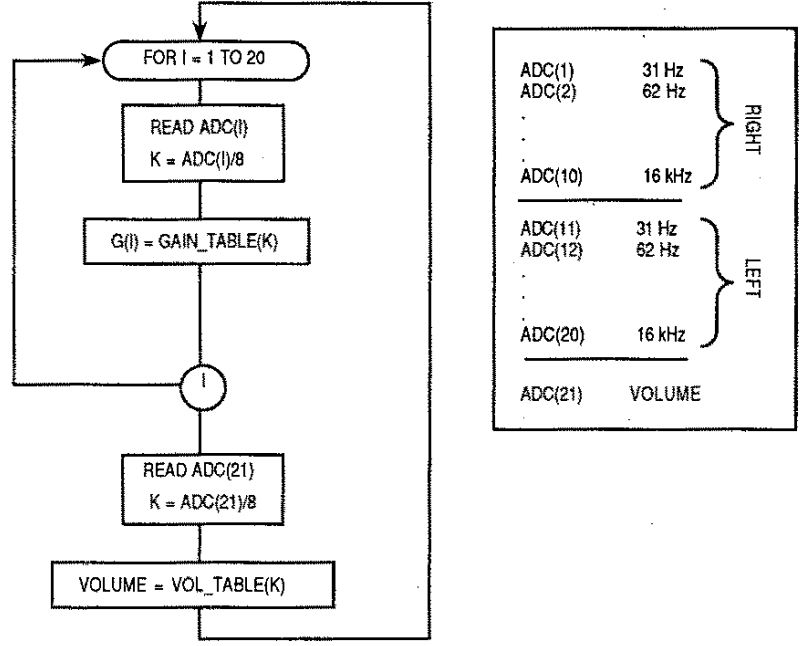 FOR I = 1 TO 20
READ ADC(I)
K = ADC(I)/8
G(I) = GAIN_TABLE(K)
I
READ ADC(21)
K = ADC(21)/8
VOLUME = VOL_TABLE(K)
ADC(1) 31 Hz
ADC(2) 62 Hz
.
.
.
ADC(10) 16 kHz
RIGHT
ADC(11) 31 Hz
ADC(12) 62 Hz
.
.
.
ADC(20) 16 kHz
LEFT
ADC(21) VOLUME